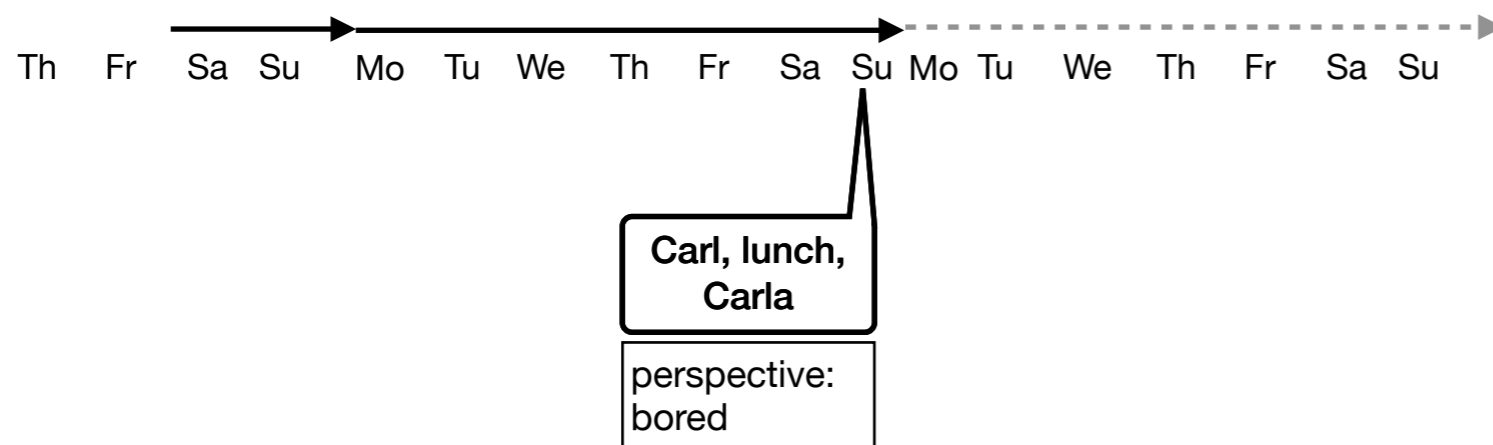 Th Fr Sa Su Mo Tu We Th Fr Sa Su Mo Tu We Th Fr Sa Su
Carl, lunch,
Carla
perspective:
bored